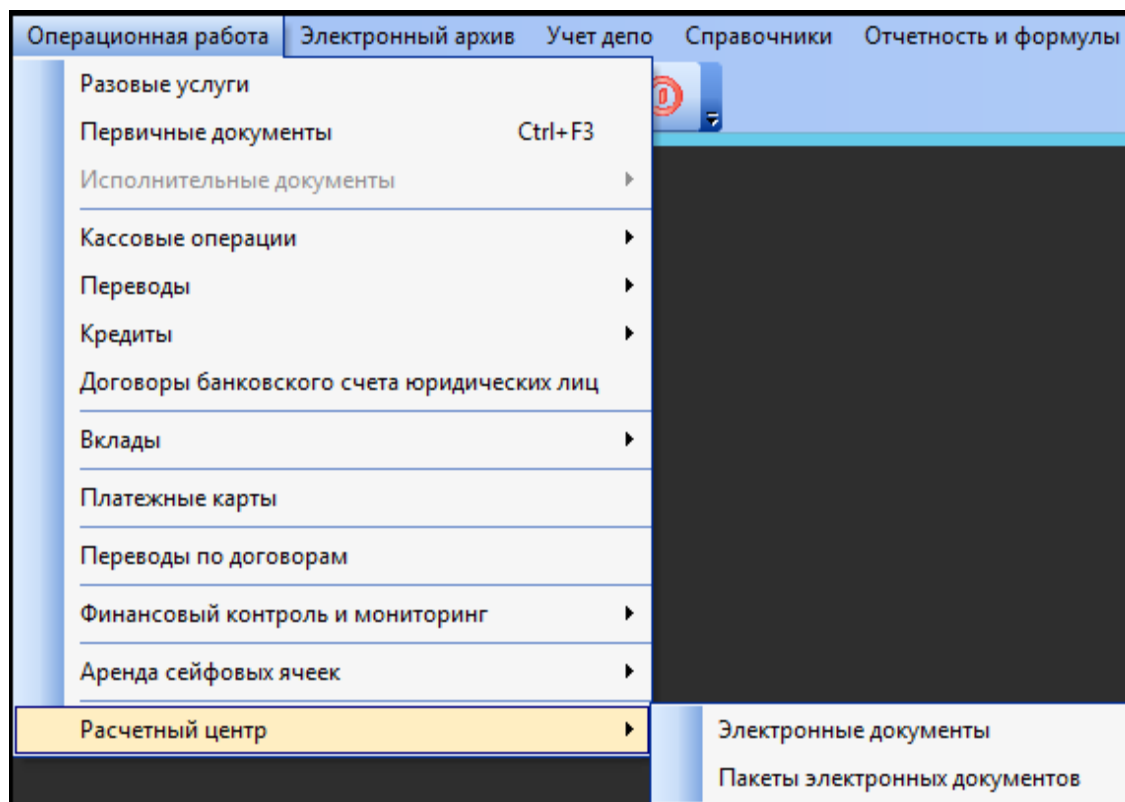 Операционная работа Электронный архив Учет депо Справочники Отчетность и формулы
Разовые услуги
Первичные документы Ctrl+F3
Исполнительные документы
Кассовые операции
Переводы
Кредиты
Договоры банковского счета юридических лиц
Вклады
Платежные карты
Переводы по договорам
Финансовый контроль и мониторинг
Аренда сейфовых ячеек
Расчетный центр Электронные документы
Пакеты электронных документов